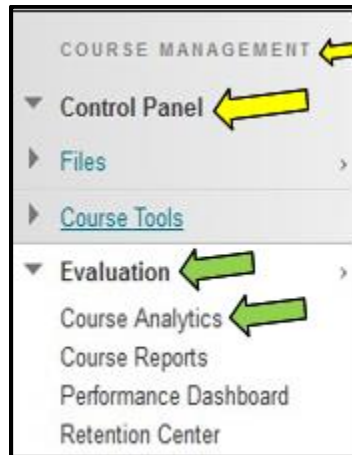 COURSE MANAGEMENT
Control Panel
Files
Course Tools
Evaluation
Course Analytics
Course Reports
Performance Dashboard
Retention Center